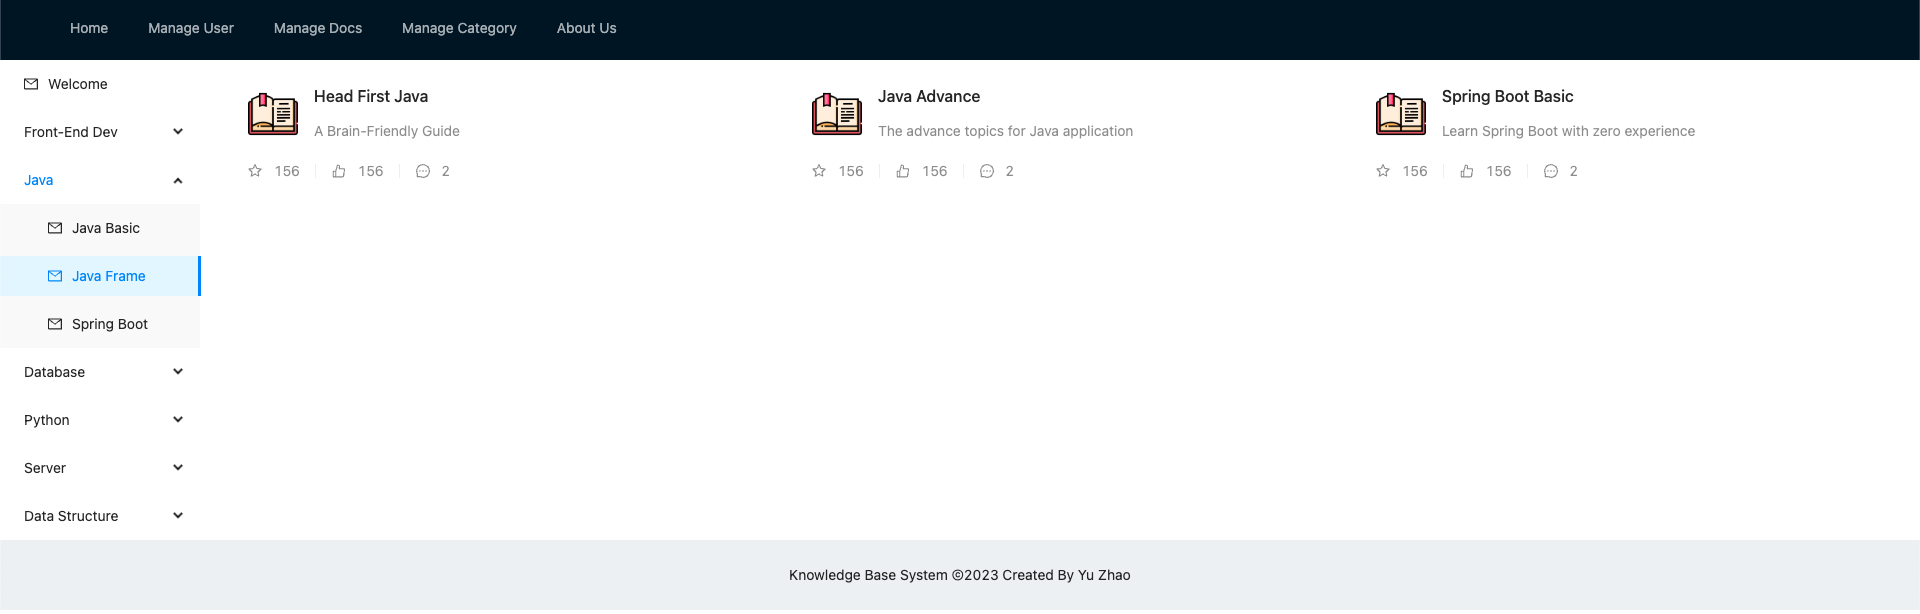 Home Manage User Manage Docs Manage Category About Us
Welcome
Front-End Dev
Java
Java Basic
Java Frame
Spring Boot
Database
Python
Server
Data Structure
Head First Java
A Brain-Friendly Guide
156 156 2
Java Advance
The advance topics for Java application
156 156 2
Spring Boot Basic
Learn Spring Boot with zero experience
156 156 2
Knowledge Base System ©2023 Created By Yu Zhao